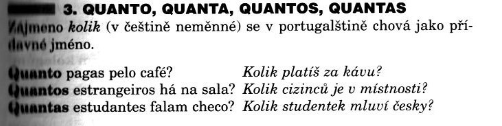 3. QUANTO, QUANTA, QUANTOS, QUANTAS
Zájmeno kolik (v češtině neměnné) se v portugalštině chová jako pří-
davné jméno.
Quanto pagas pelo café? Kolik platíš za kávu?
Quantos estrangeiros há na sala? Kolik cizinců je v místnosti?
Quantas estudantes falam checo? Kolik studentek mluví česky?